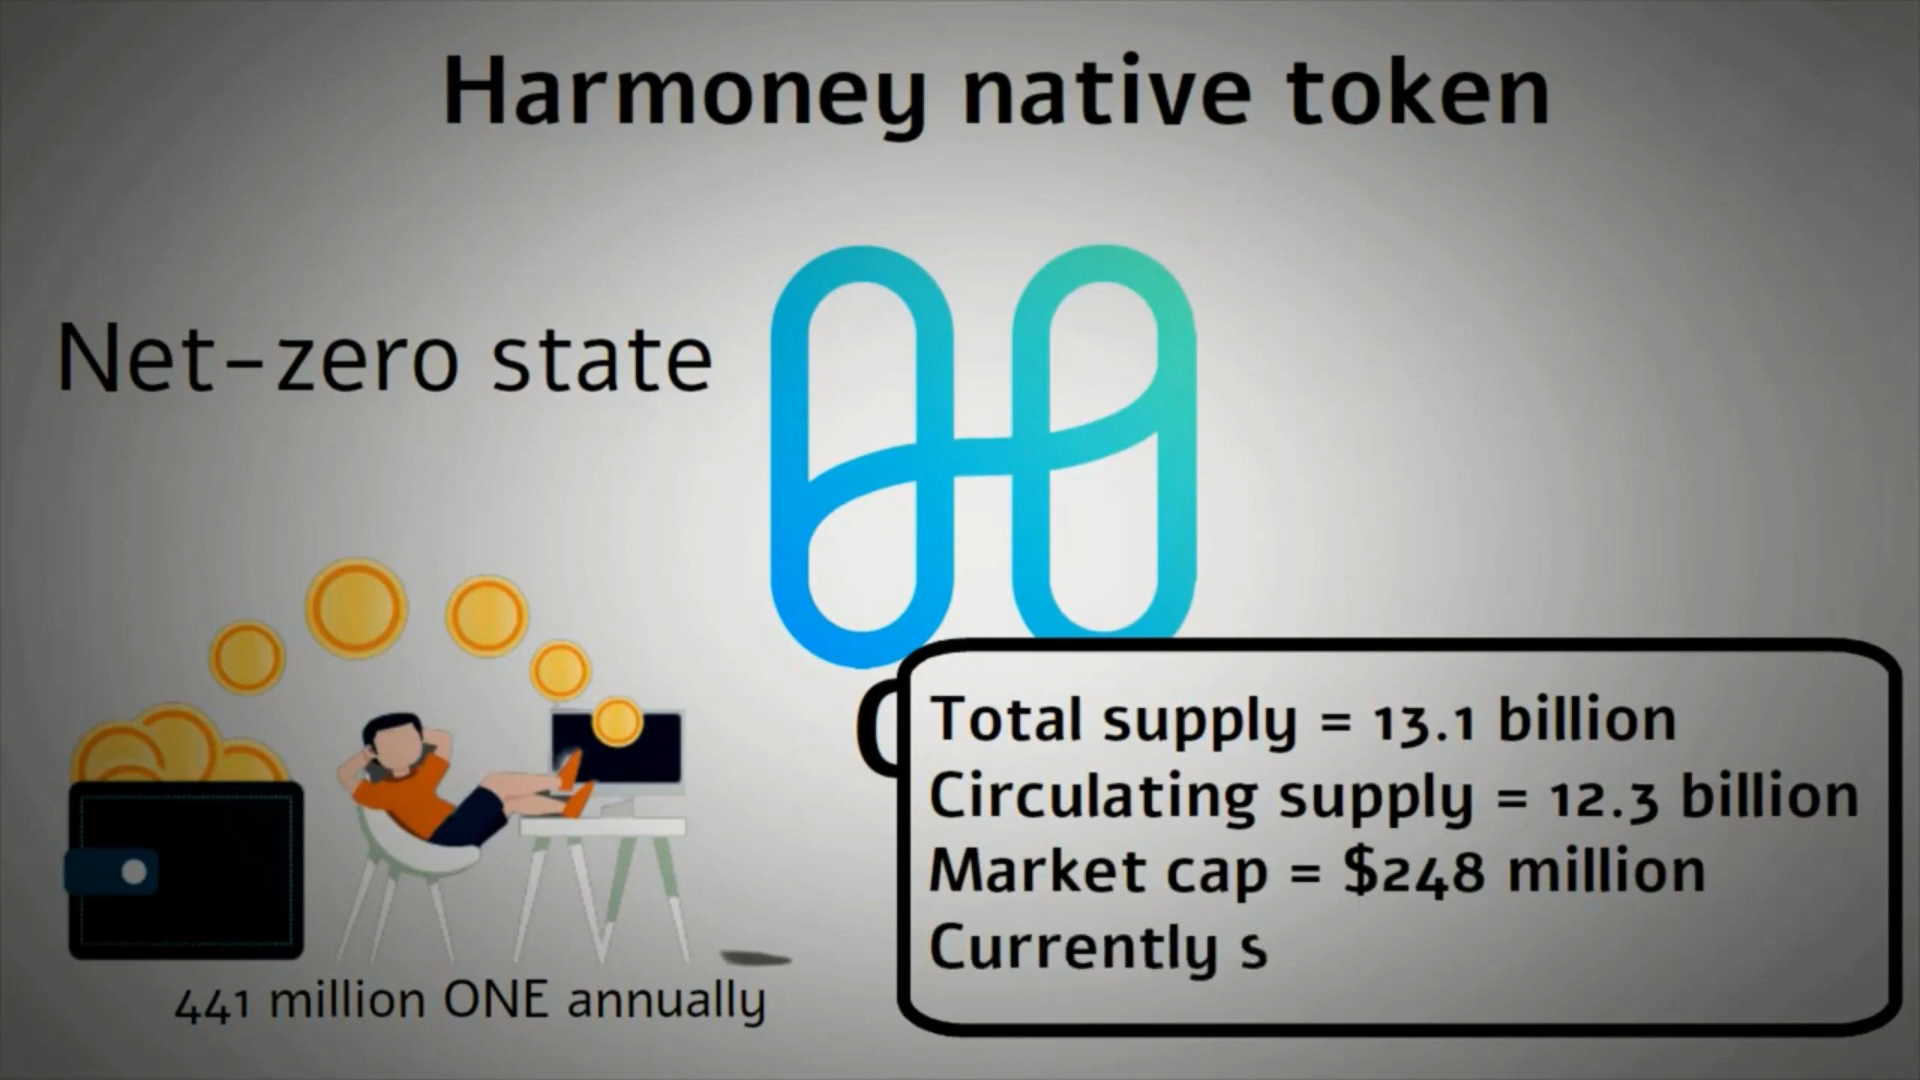 Harmoney native token
Net-zero state
Total supply = 13.1 billion
Circulating supply = 12.3 billion
Market cap = $248 million
Currently s
441 million ONE annually